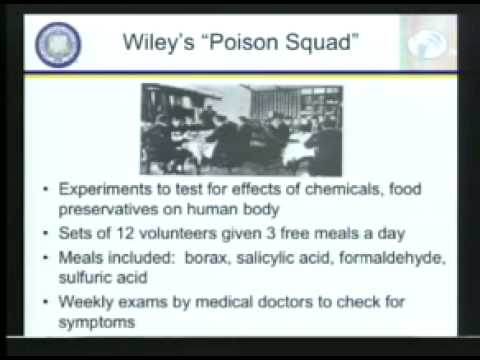 Wiley's "Poison Squad"
• Experiments to test for effects of chemicals, food
preservatives on human body
• Sets of 12 volunteers given 3 free meals a day
• Meals included: borax, salicylic acid, formaldehyde,
sulfuric acid
• Weekly exams by medical doctors to check for
symptoms